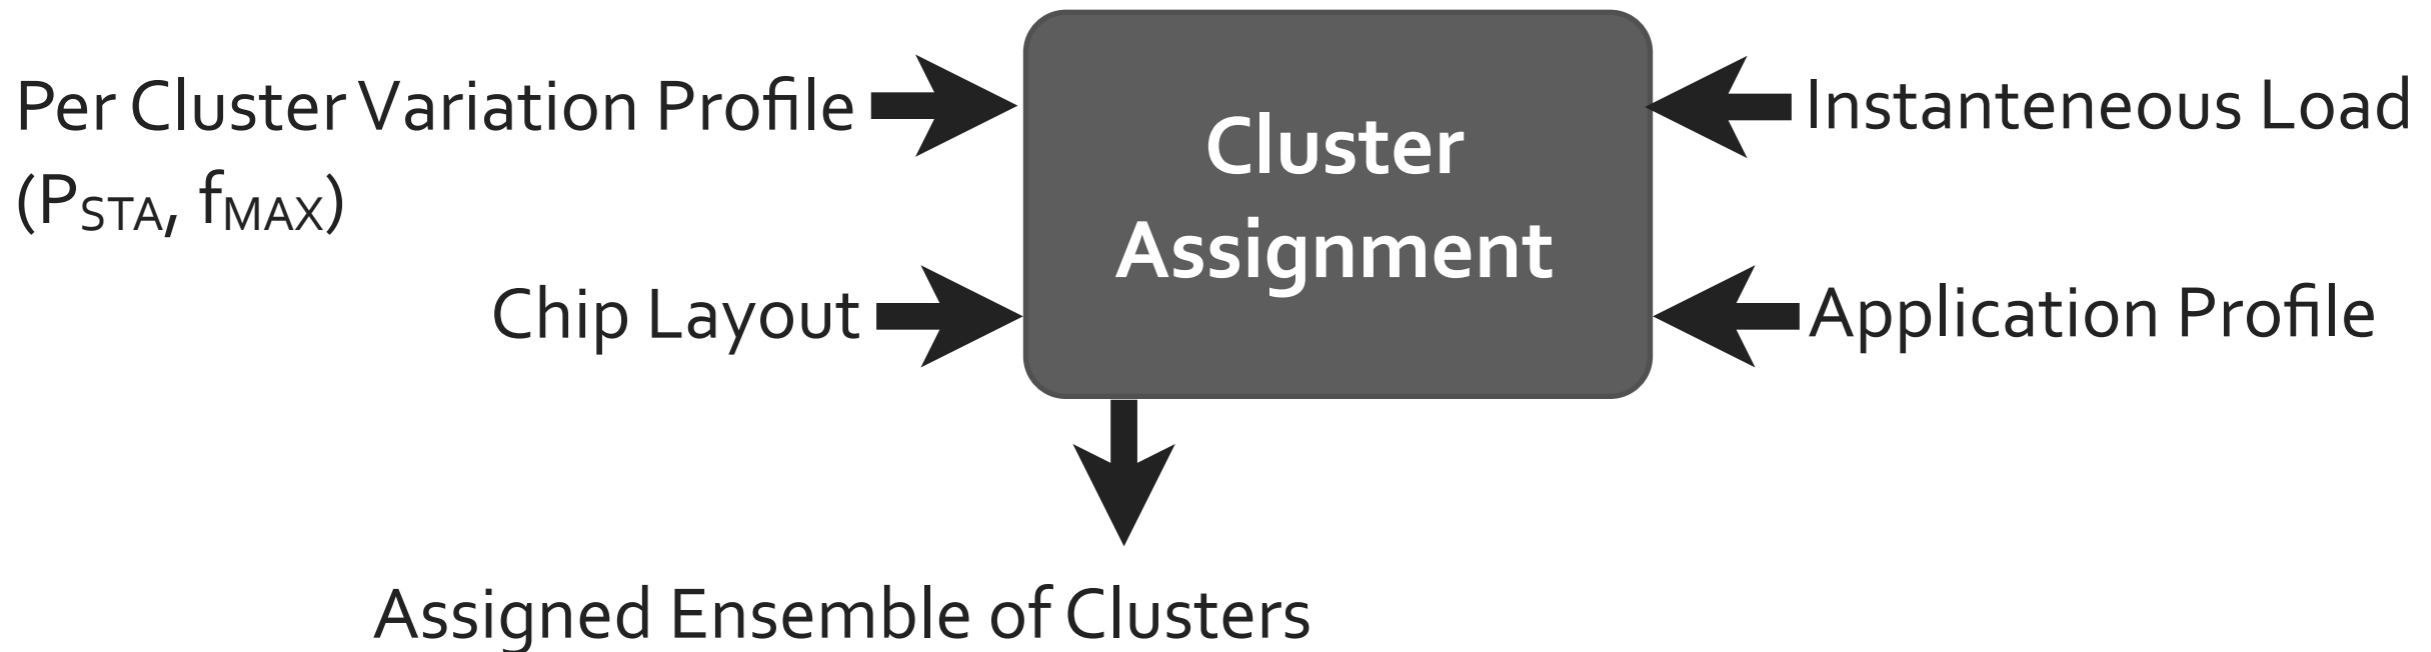 Per Cluster Variation Profile
(PSTA, fMAX)
Chip Layout
Cluster
Assignment
Instanteneous Load
Application Profile
Assigned Ensemble of Clusters